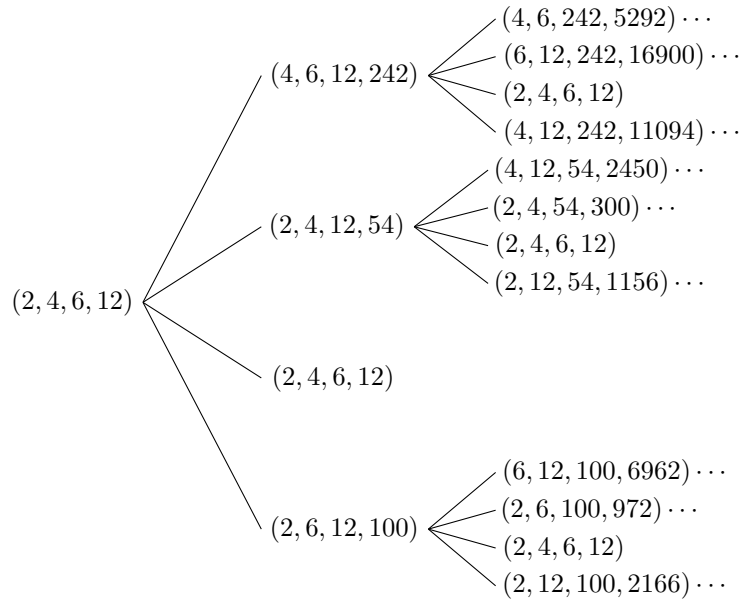 (4, 6, 242, 5292) ⋯
(4, 6, 12, 242)
(6, 12, 242, 16900) ⋯
(2, 4, 6, 12)
(4, 12, 242, 11094) ⋯
(4, 12, 54, 2450) ⋯
(2, 4, 12, 54)
(2, 4, 54, 300) ⋯
(2, 4, 6, 12)
(2, 12, 54, 1156) ⋯
(2, 4, 6, 12)
(2, 4, 6, 12)
(6, 12, 100, 6962) ⋯
(2, 6, 12, 100)
(2, 6, 100, 972) ⋯
(2, 4, 6, 12)
(2, 12, 100, 2166) ⋯